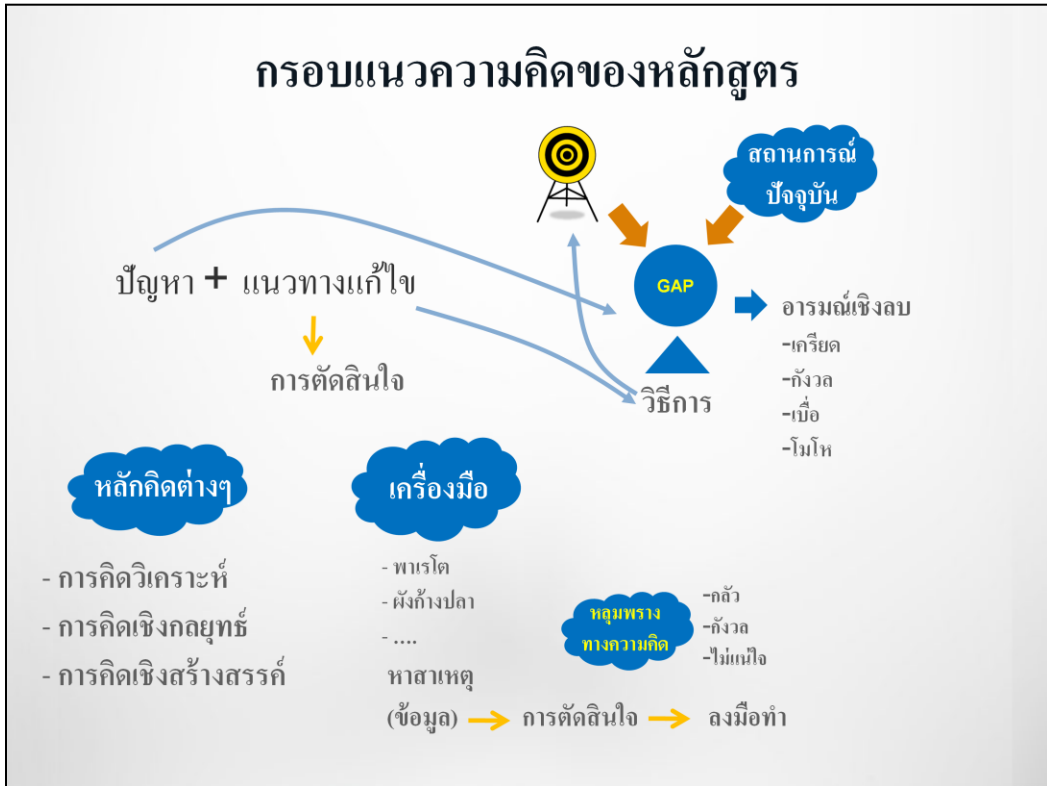 กรอบแนวความคิดของหลักสูตร
สถานการณ์
ปัจจุบัน
ปัญหา + แนวทางแก้ไข
GAP
การตัดสินใจ
วิธีการ
อารมณ์เชิงลบ
-เครียด
-กังวล
-เบื่อ
-โมโห
หลักคิดต่างๆ
- การคิดวิเคราะห์
- การคิดเชิงกลยุทธ์
- การคิดเชิงสร้างสรรค์
เครื่องมือ
- พาเรโต
- ผังก้างปลา
- ....
หาสาเหตุ
(ข้อมูล)
การตัดสินใจ
ลงมือทำ
หลุมพราง
ทางความคิด
-กลัว
-กังวล
-ไม่แน่ใจ